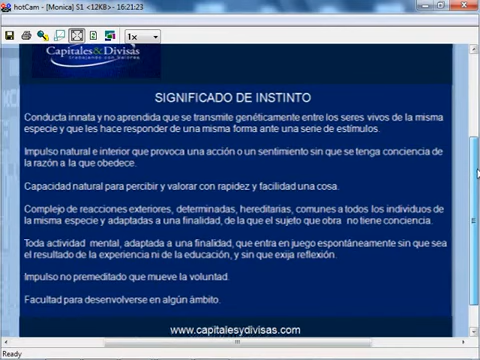 hotCam - [Monica] S1 <12KB> - 16:21:23
1x
Capitales&Divisas
trabajando con valores
SIGNIFICADO DE INSTINTO
Conducta innata y no aprendida que se transmite genéticamente entre los seres vivos de la misma
especie y que les hace responder de una misma forma ante una serie de estímulos.
Impulso natural e interior que provoca una acción o un sentimiento sin que se tenga conciencia de
la razón a la que obedece.
Capacidad natural para percibir y valorar con rapidez y facilidad una cosa.
Complejo de reacciones exteriores, determinadas, hereditarias, comunes a todos los individuos de
la misma especie y adaptadas a una finalidad, de la que el sujeto que obra no tiene conciencia.
Toda actividad mental, adaptada a una finalidad, que entra en juego espontáneamente sin que sea
el resultado de la experiencia ni de la educación, y sin que exija reflexión.
Impulso no premeditado que mueve la voluntad.
Facultad para desenvolverse en algún ámbito.
www.capitalesydivisas.com
Ready